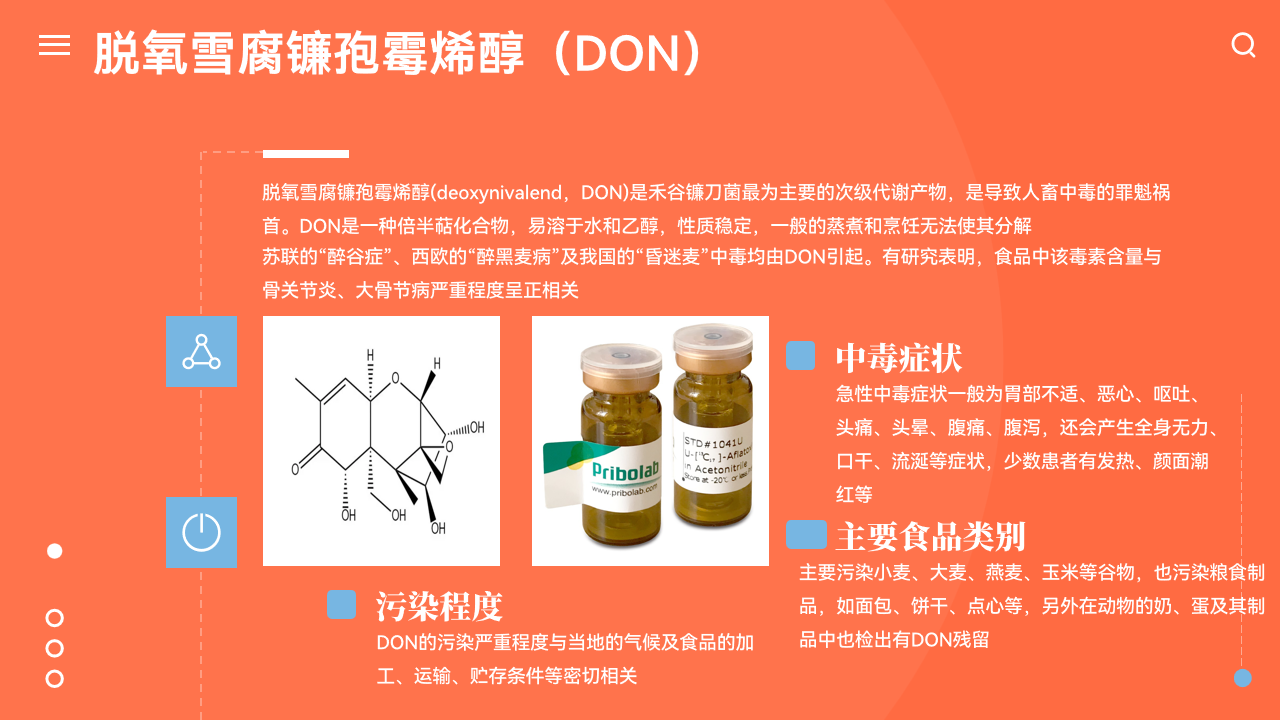 脱氧雪腐镰孢霉烯醇（DON）
脱氧雪腐镰孢霉烯醇(deoxynivalend，DON)是禾谷镰刀菌最为主要的次级代谢产物，是导致人畜中毒的罪魁祸
首。DON是一种倍半萜化合物，易溶于水和乙醇，性质稳定，一般的蒸煮和烹饪无法使其分解
苏联的“醉谷症”、西欧的“醉黑麦病”及我国的“昏迷麦”中毒均由DON引起。有研究表明，食品中该毒素含量与
骨关节炎、大骨节病严重程度呈正相关
H
H
O
OH
O
O
OH
OH
OH
Pribolab
www.pribolab.com
STD#1041U
U-[¹³C₁₇]-Aflato
in Acetonitrile
Store at -20℃ or less
中毒症状
急性中毒症状一般为胃部不适、恶心、呕吐、
头痛、头晕、腹痛、腹泻，还会产生全身无力、
口干、流涎等症状，少数患者有发热、颜面潮
红等
主要食品类别
主要污染小麦、大麦、燕麦、玉米等谷物，也污染粮食制
品，如面包、饼干、点心等，另外在动物的奶、蛋及其制
品中也检出有DON残留
污染程度
DON的污染严重程度与当地的气候及食品的加
工、运输、贮存条件等密切相关